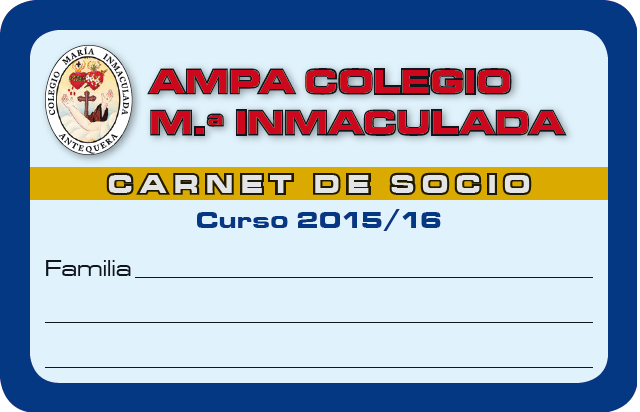 COLEGIO MARÍA INMACULADA
ANTEQUERA
AMPA COLEGIO
M.ª INMACULADA
CARNET DE SOCIO
Curso 2015/16
Familia